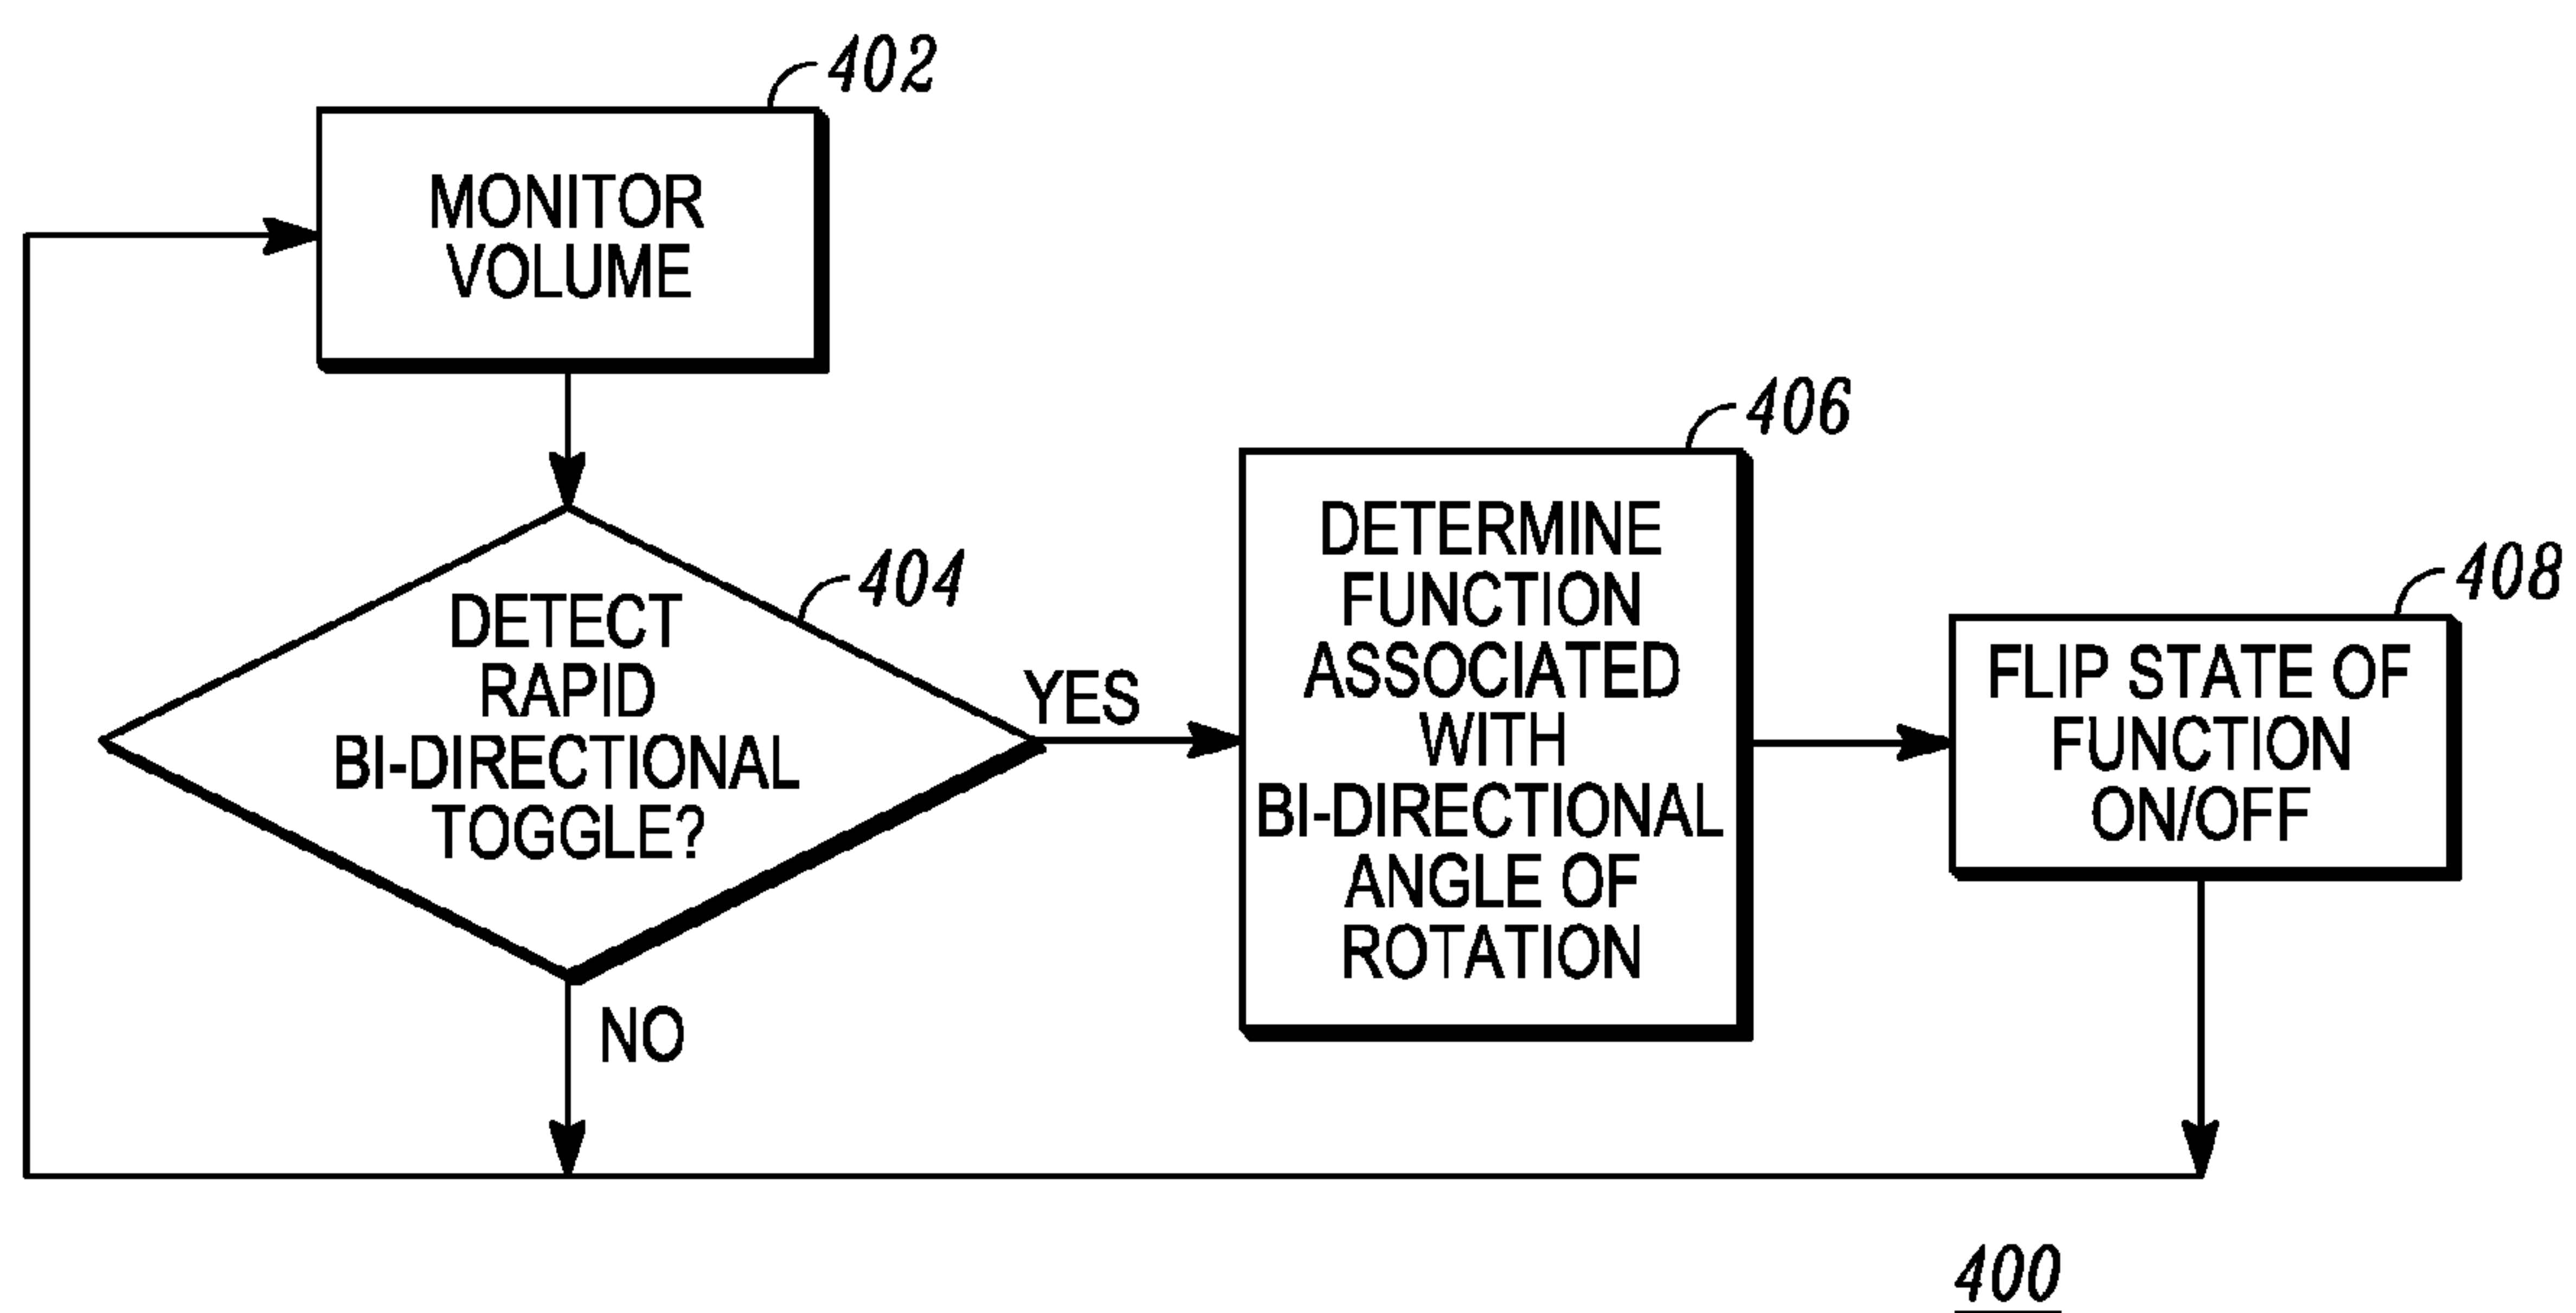 402
MONITOR
VOLUME
404
DETECT
RAPID
BI-DIRECTIONAL
TOGGLE?
YES
NO
406
DETERMINE
FUNCTION
ASSOCIATED
WITH
BI-DIRECTIONAL
ANGLE OF
ROTATION
408
FLIP STATE OF
FUNCTION
ON/OFF
400